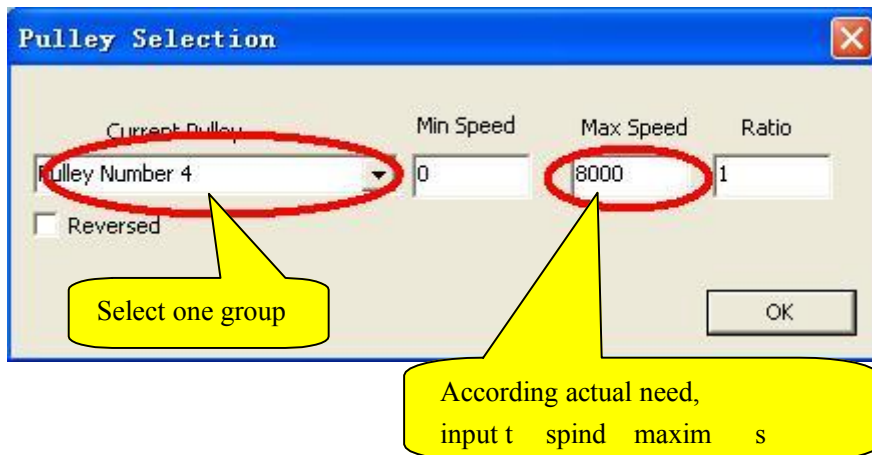 Pulley Selection
Current Pulley Min Speed Max Speed Ratio
Pulley Number 4 0 8000 1
Reversed
Select one group
OK
According actual need,
input t spind maxim s